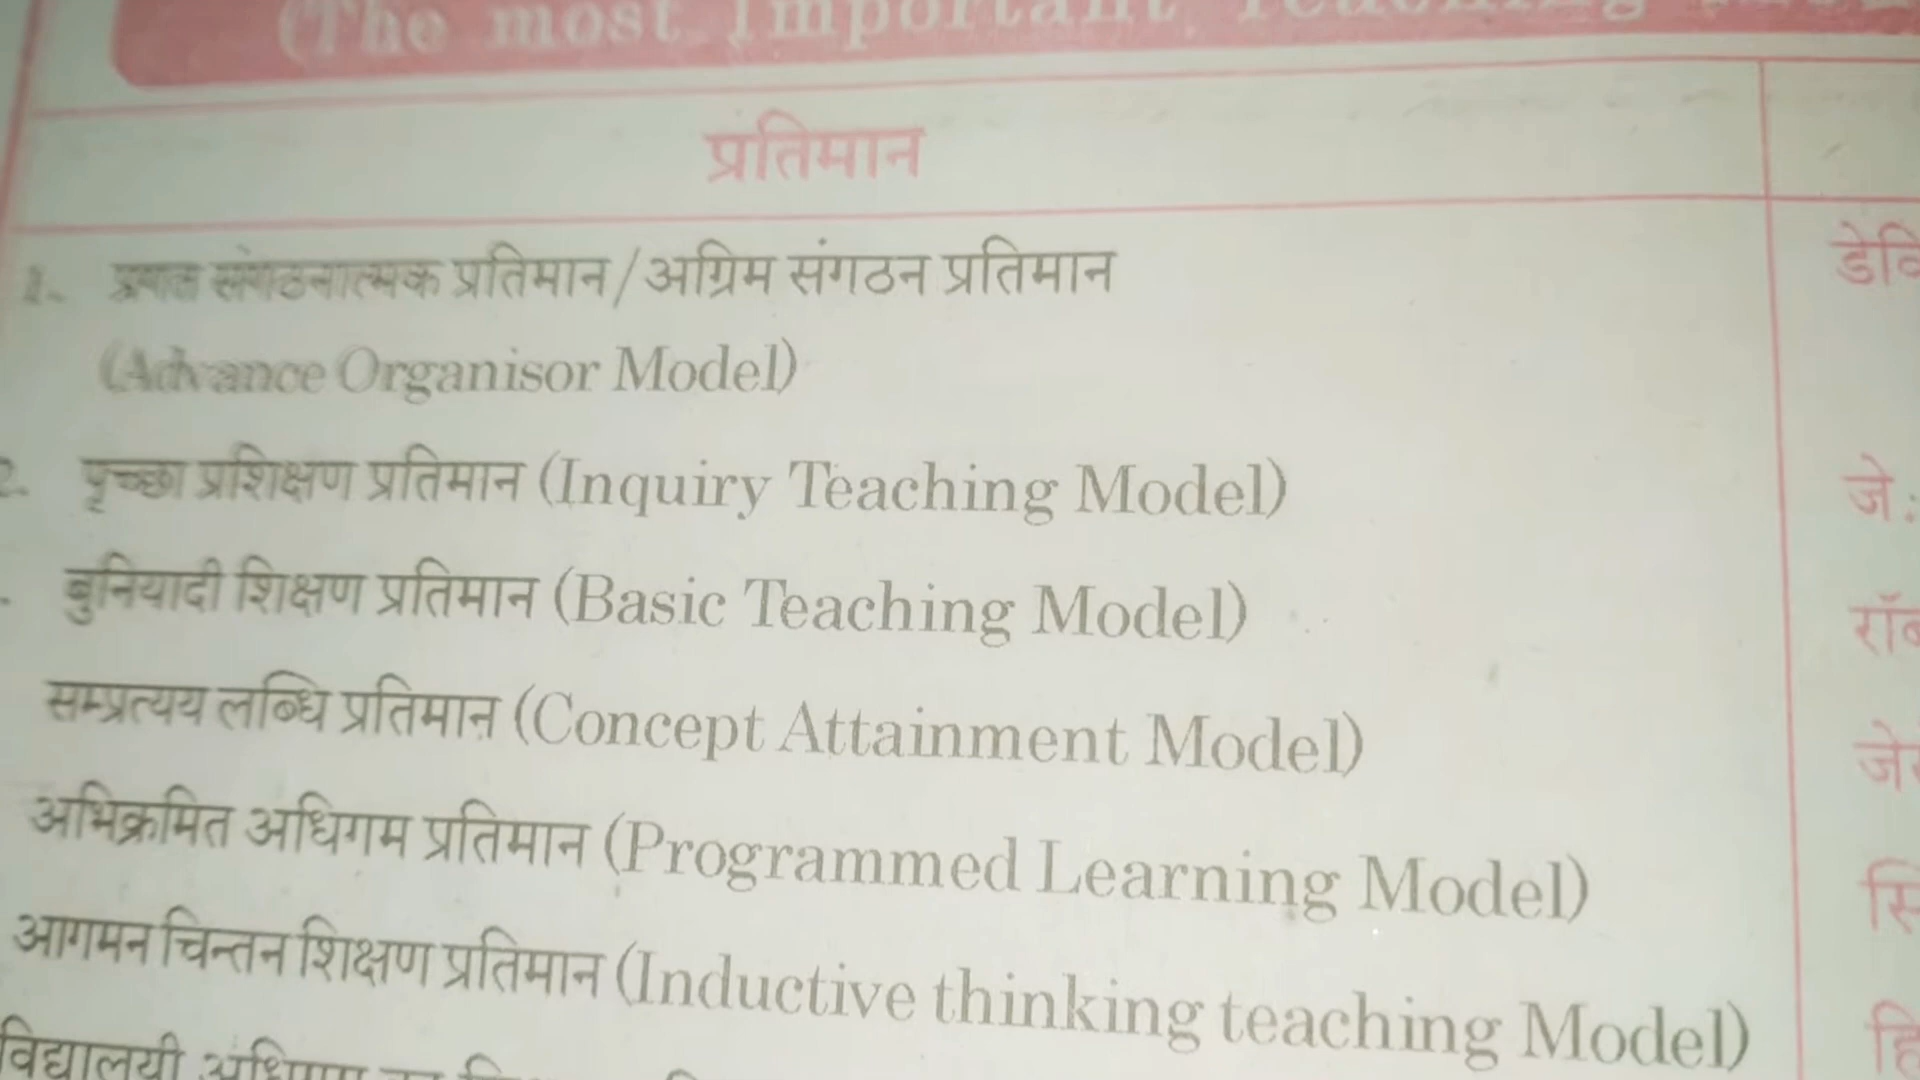 (The most Important Teaching
प्रतिमान
1. संगठनात्मक प्रतिमान / अग्रिम संगठन प्रतिमान
डेवि
(Advance Organisor Model)
2. पृच्छा प्रशिक्षण प्रतिमान (Inquiry Teaching Model)
जे.
बुनियादी शिक्षण प्रतिमान (Basic Teaching Model)
रॉब
सम्प्रत्यय लब्धि प्रतिमान (Concept Attainment Model)
जे
अभिक्रमित अधिगम प्रतिमान (Programmed Learning Model)
स्
आगमन चिन्तन शिक्षण प्रतिमान (Inductive thinking teaching Model)
हि
विद्यालयी